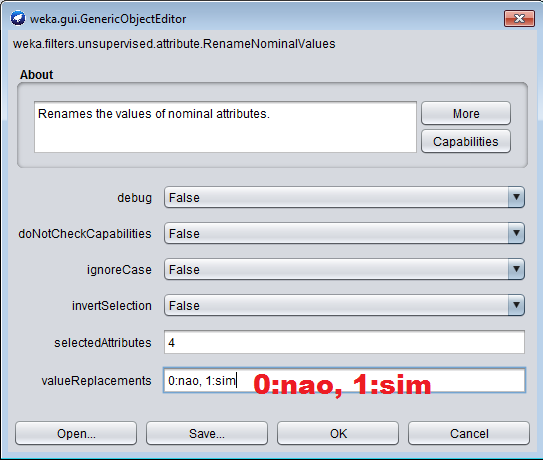 weka.gui.GenericObjectEditor
weka.filters.unsupervised.attribute.RenameNominalValues
About
Renames the values of nominal attributes.
More
Capabilities
debug False
doNotCheckCapabilities False
ignoreCase False
invertSelection False
selectedAttributes 4
valueReplacements 0:nao, 1:sim 0:nao, 1:sim
Open... Save... OK Cancel